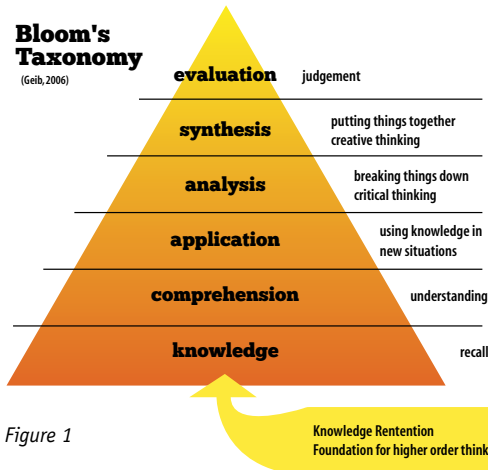 Bloom's
Taxonomy
(Geib, 2006)
evaluation
judgement
synthesis
putting things together
creative thinking
analysis
breaking things down
critical thinking
application
using knowledge in
new situations
comprehension
understanding
knowledge
recall
Figure 1
Knowledge Rentention
Foundation for higher order think